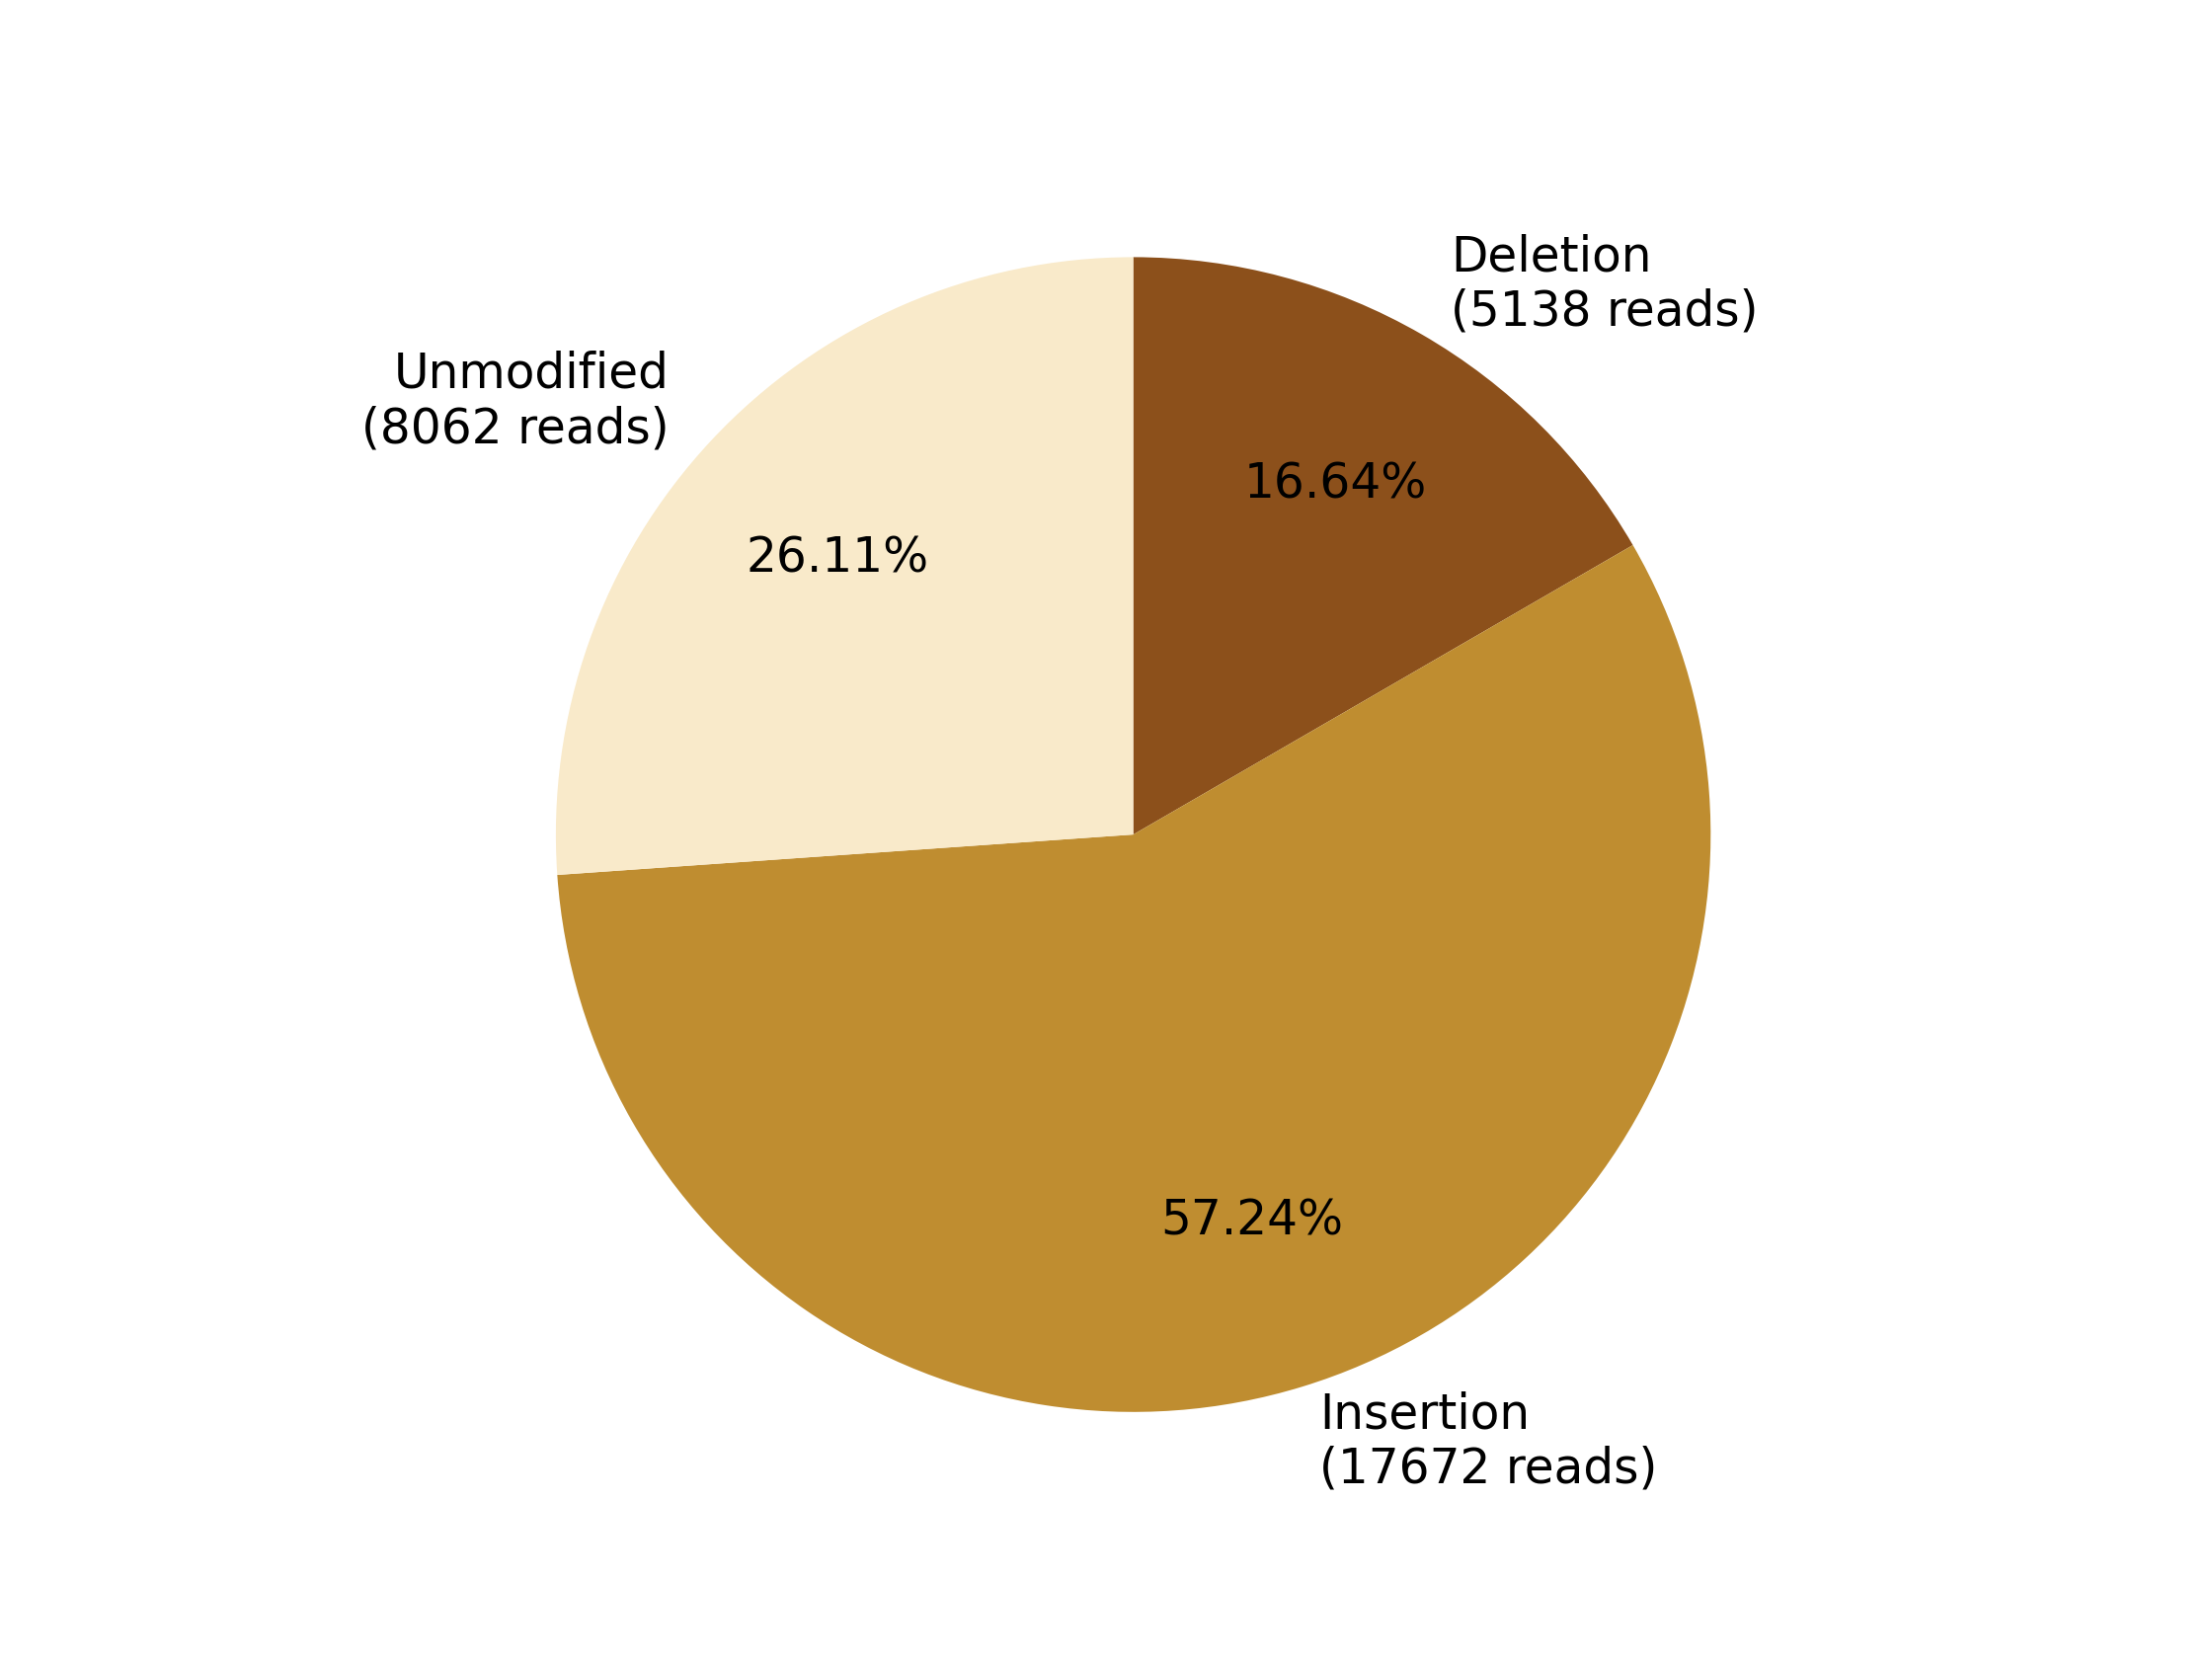 Deletion
(5138 reads)
16.64%
Unmodified
(8062 reads)
26.11%
57.24%
Insertion
(17672 reads)